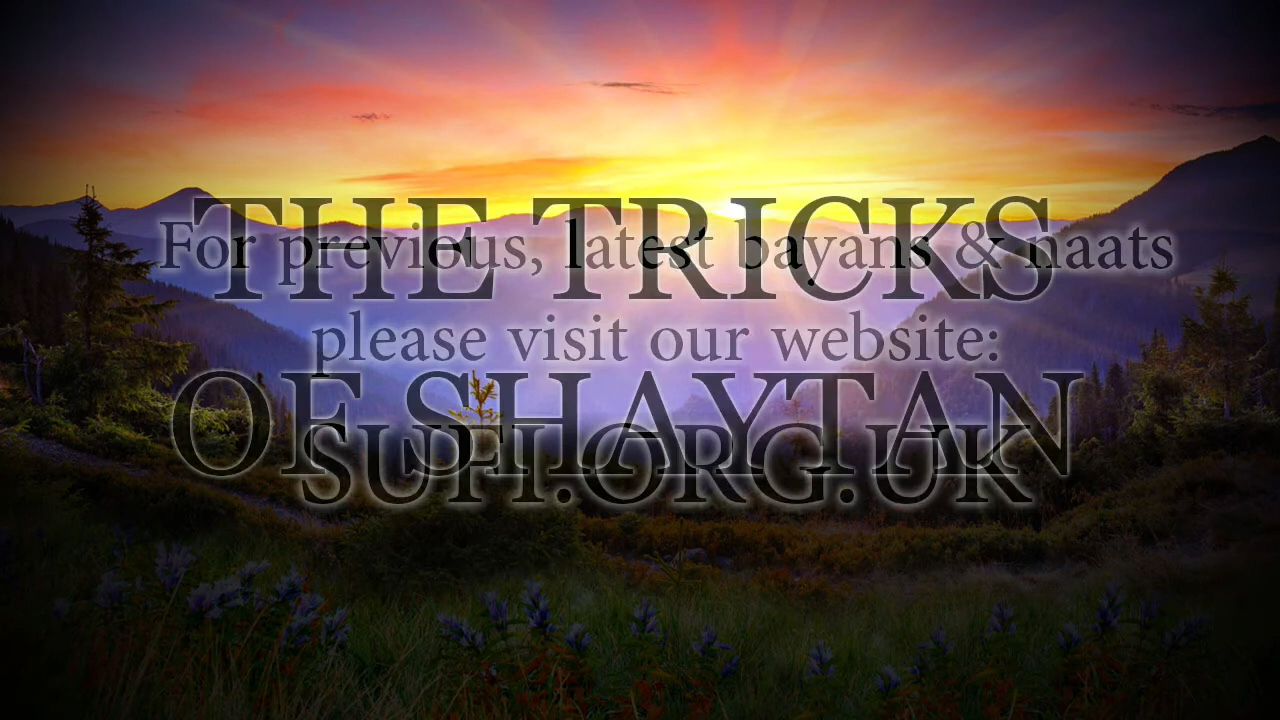 THE TRICKS
For previous, latest bayans & naats
please visit our website:
OF SHAYTAN
SUFI.ORG.UK